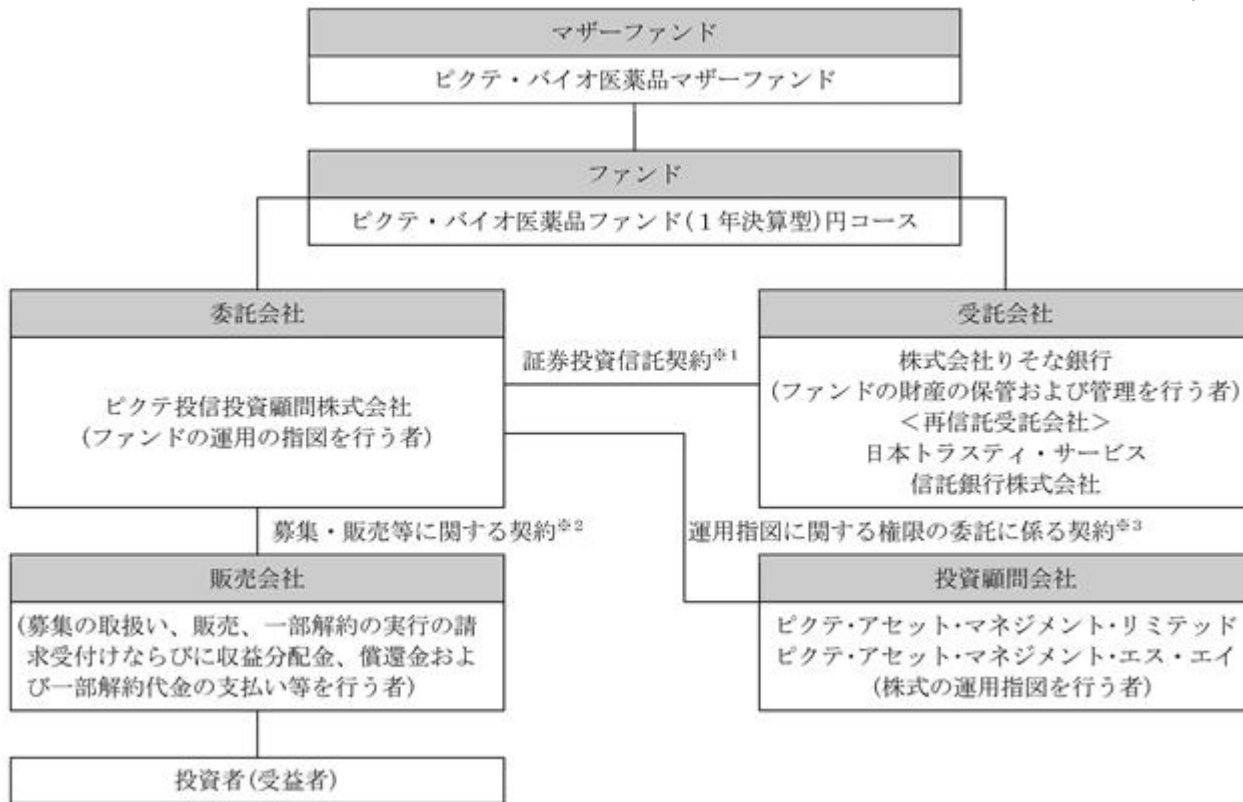 マザーファンド
ピクテ・バイオ医薬品マザーファンド
ファンド
ピクテ・バイオ医薬品ファンド(１年決算型)円コース
委託会社
ピクテ投信投資顧問株式会社
(ファンドの運用の指図を行う者)
証券投資信託契約※1
受託会社
株式会社りそな銀行
(ファンドの財産の保管および管理を行う者)
＜再信託受託会社＞
日本トラスティ・サービス
信託銀行株式会社
募集・販売等に関する契約※2
運用指図に関する権限の委託に係る契約※3
販売会社
(募集の取扱い、販売、一部解約の実行の請
求受付けならびに収益分配金、償還金およ
び一部解約代金の支払い等を行う者)
投資顧問会社
ピクテ･アセット･マネジメント･リミテッド
ピクテ･アセット･マネジメント･エス・エイ
(株式の運用指図を行う者)
投資者(受益者)